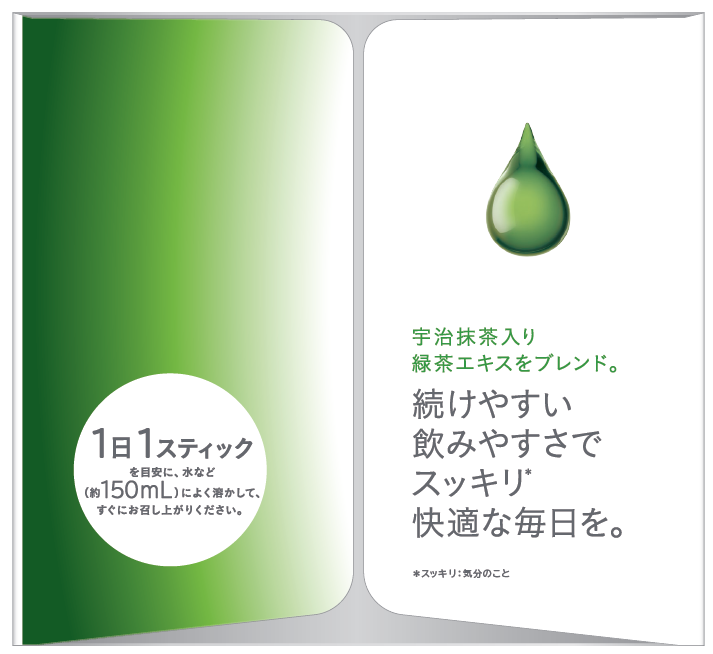 1日1スティック
を目安に、水など
(約150mL)によく溶かして、
すぐにお召し上がりください。
宇治抹茶入り
緑茶エキスをブレンド。
続けやすい
飲みやすさで
スッキリ*
快適な毎日を。
*スッキリ:気分のこと